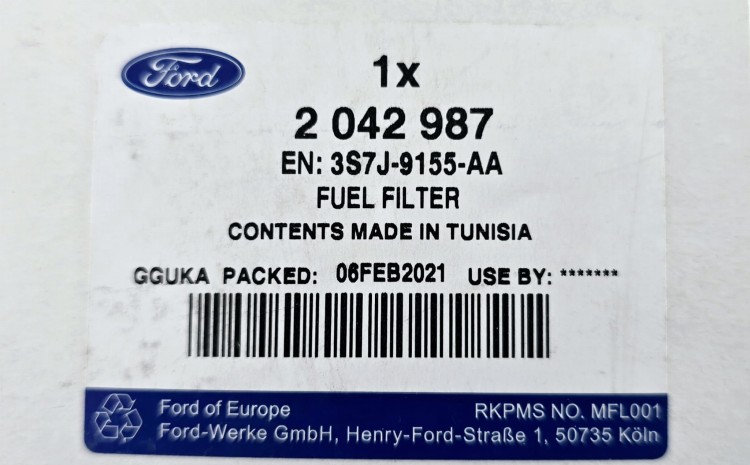 Ford
1x
2 042 987
EN: 3S7J-9155-AA
FUEL FILTER
CONTENTS MADE IN TUNISIA
GGUKA PACKED: 06FEB2021 USE BY: *******
Ford of Europe RKPMS NO. MFL001
Ford-Werke GmbH, Henry-Ford-Straße 1, 50735 Köln